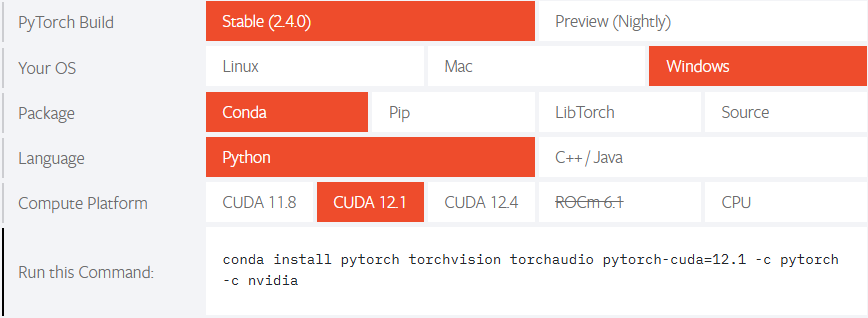 PyTorch Build Stable (2.4.0) Preview (Nightly)
Your OS Linux Mac Windows
Package Conda Pip LibTorch Source
Language Python C++ / Java
Compute Platform CUDA 11.8 CUDA 12.1 CUDA 12.4 ROCm 6.1 CPU
Run this Command: conda install pytorch torchvision torchaudio pytorch-cuda=12.1 -c pytorch
-c nvidia